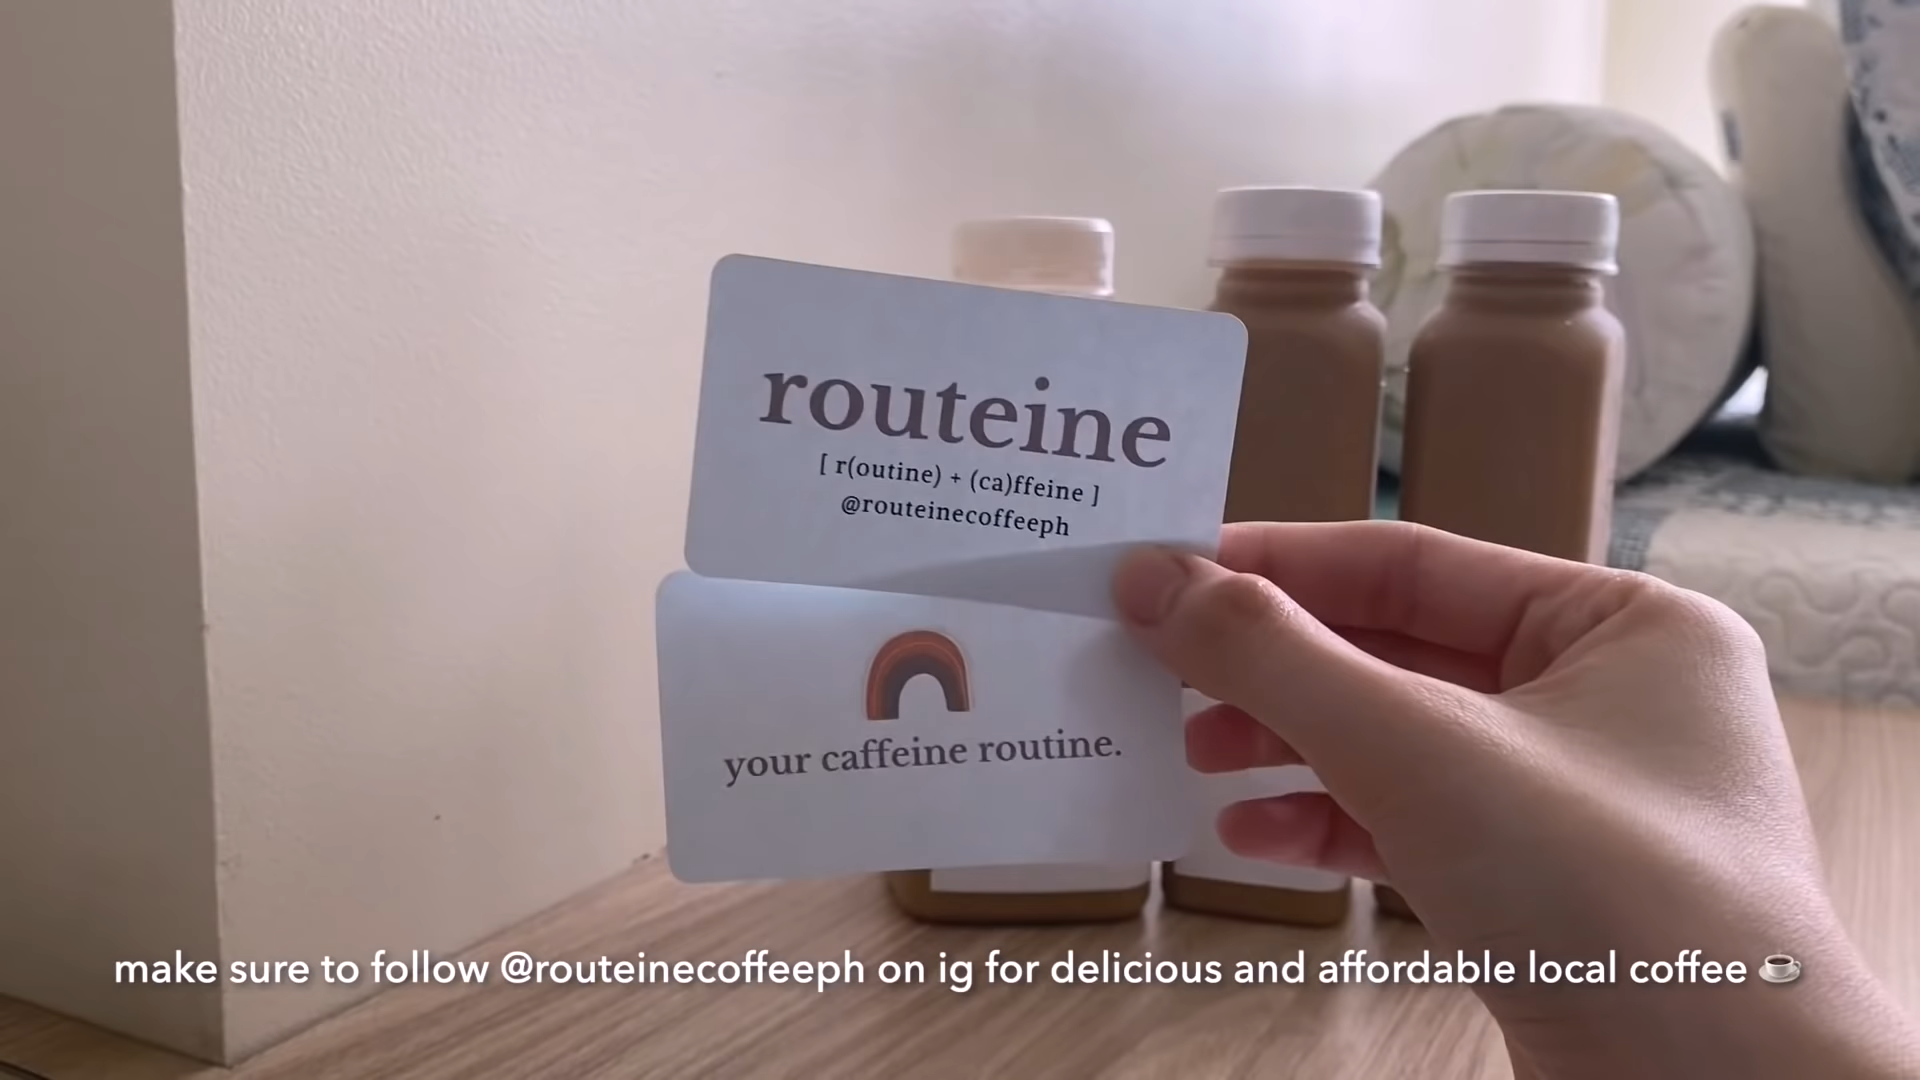 routeine
[ r(outine) + (ca)ffeine ]
@routeinecoffeeph
your caffeine routine.
make sure to follow @routeinecoffeeph on ig for delicious and affordable local coffee ☕